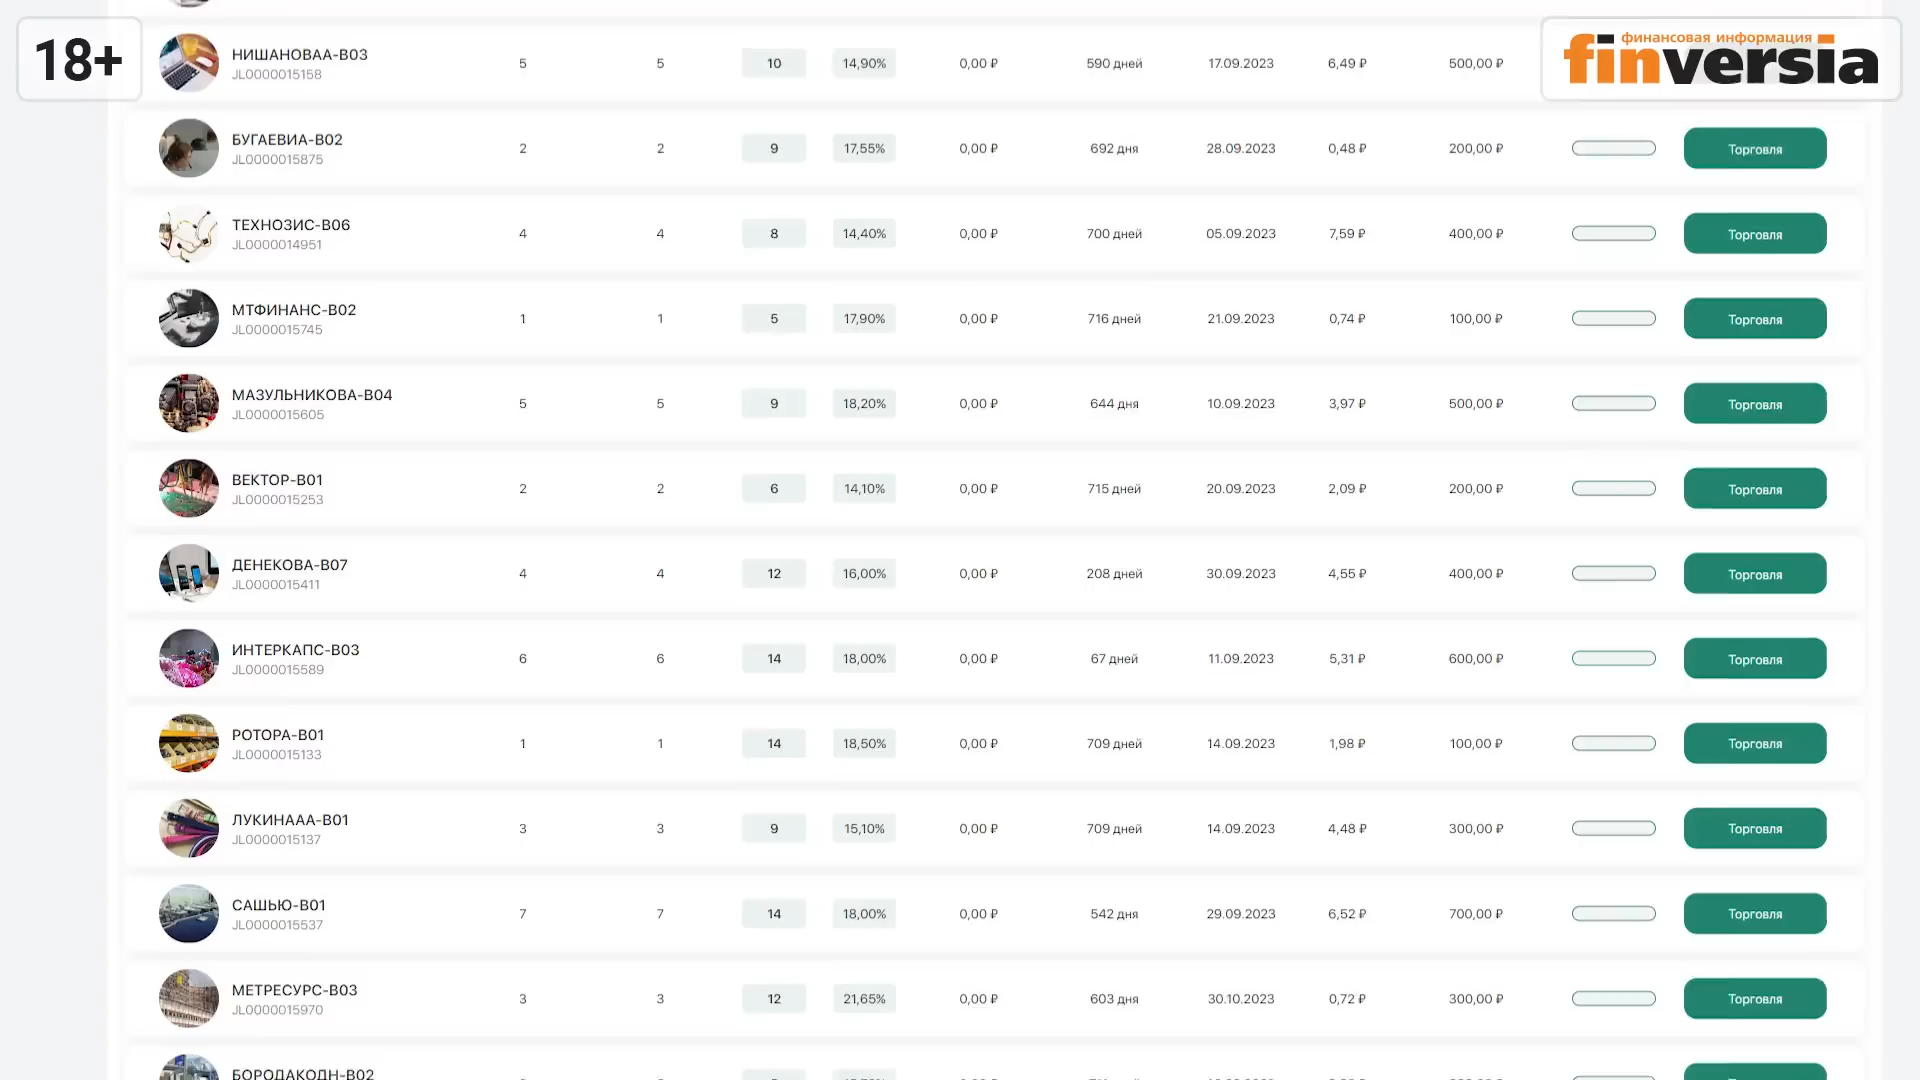 18+
финансовая информация
finversia
НИШАНОВАА-В03 5 5 10 14,90% 0,00 ₽ 590 дней 17.09.2023 6,49 ₽ 500,00 ₽
JL0000015158
БУГАЕВИА-В02 2 2 9 17,55% 0,00 ₽ 692 дня 28.09.2023 0,48 ₽ 200,00 ₽ Торговля
JL0000015875
ТЕХНОЗИС-В06 4 4 8 14,40% 0,00 ₽ 700 дней 05.09.2023 7,59 ₽ 400,00 ₽ Торговля
JL0000014951
МТФИНАНС-В02 1 1 5 17,90% 0,00 ₽ 716 дней 21.09.2023 0,74 ₽ 100,00 ₽ Торговля
JL0000015745
МАЗУЛЬНИКОВА-В04 5 5 9 18,20% 0,00 ₽ 644 дня 10.09.2023 3,97 ₽ 500,00 ₽ Торговля
JL0000015605
ВЕКТОР-В01 2 2 6 14,10% 0,00 ₽ 715 дней 20.09.2023 2,09 ₽ 200,00 ₽ Торговля
JL0000015253
ДЕНЕКОВА-В07 4 4 12 16,00% 0,00 ₽ 208 дней 30.09.2023 4,55 ₽ 400,00 ₽ Торговля
JL0000015411
ИНТЕРКАПС-В03 6 6 14 18,00% 0,00 ₽ 67 дней 11.09.2023 5,31 ₽ 600,00 ₽ Торговля
JL0000015589
РОТОРА-В01 1 1 14 18,50% 0,00 ₽ 709 дней 14.09.2023 1,98 ₽ 100,00 ₽ Торговля
JL0000015133
ЛУКИНААА-В01 3 3 9 15,10% 0,00 ₽ 709 дней 14.09.2023 4,48 ₽ 300,00 ₽ Торговля
JL0000015137
САШЬЮ-В01 7 7 14 18,00% 0,00 ₽ 542 дня 29.09.2023 6,52 ₽ 700,00 ₽ Торговля
JL0000015537
МЕТРЕСУРС-В03 3 3 12 21,65% 0,00 ₽ 603 дня 30.10.2023 0,72 ₽ 300,00 ₽ Торговля
JL0000015970
БОРОДАКОДН-В02